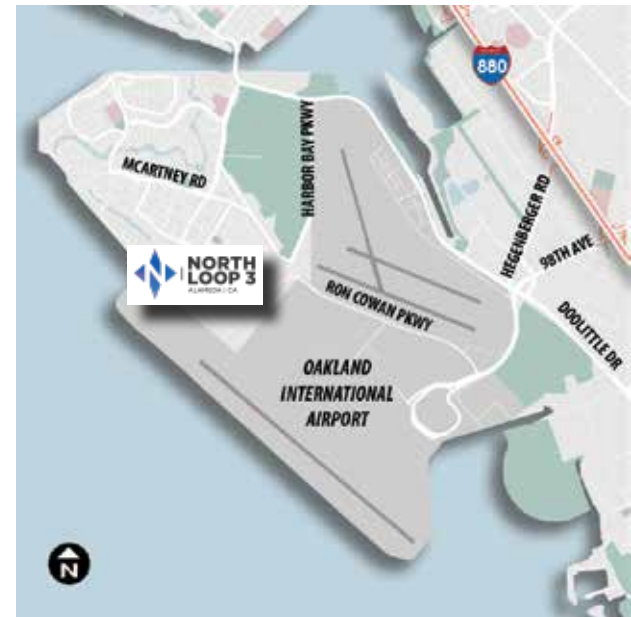 880
HARBOR BAY PKWY
MCARTNEY RD
HEGENBERGER RD
98TH AVE
NORTH
LOOP 3
ALAMEDA | CA
RON COWAN PKWY
DOOLITTLE DR
OAKLAND
INTERNATIONAL
AIRPORT
N